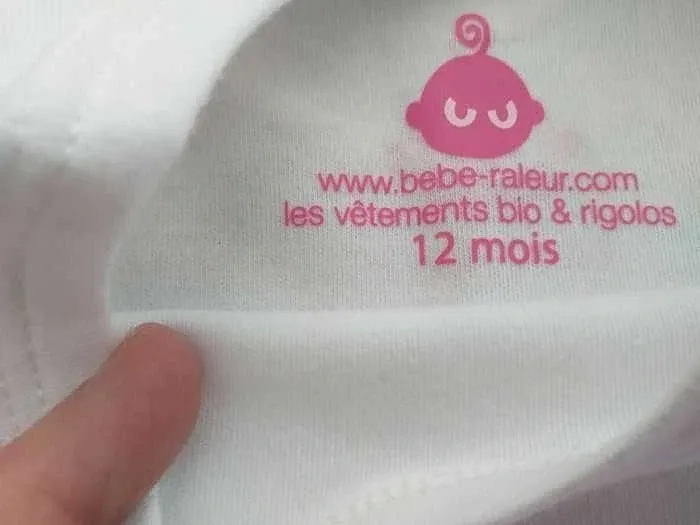 www.bebe-raleur.com
les vêtements bio & rigolos
12 mois